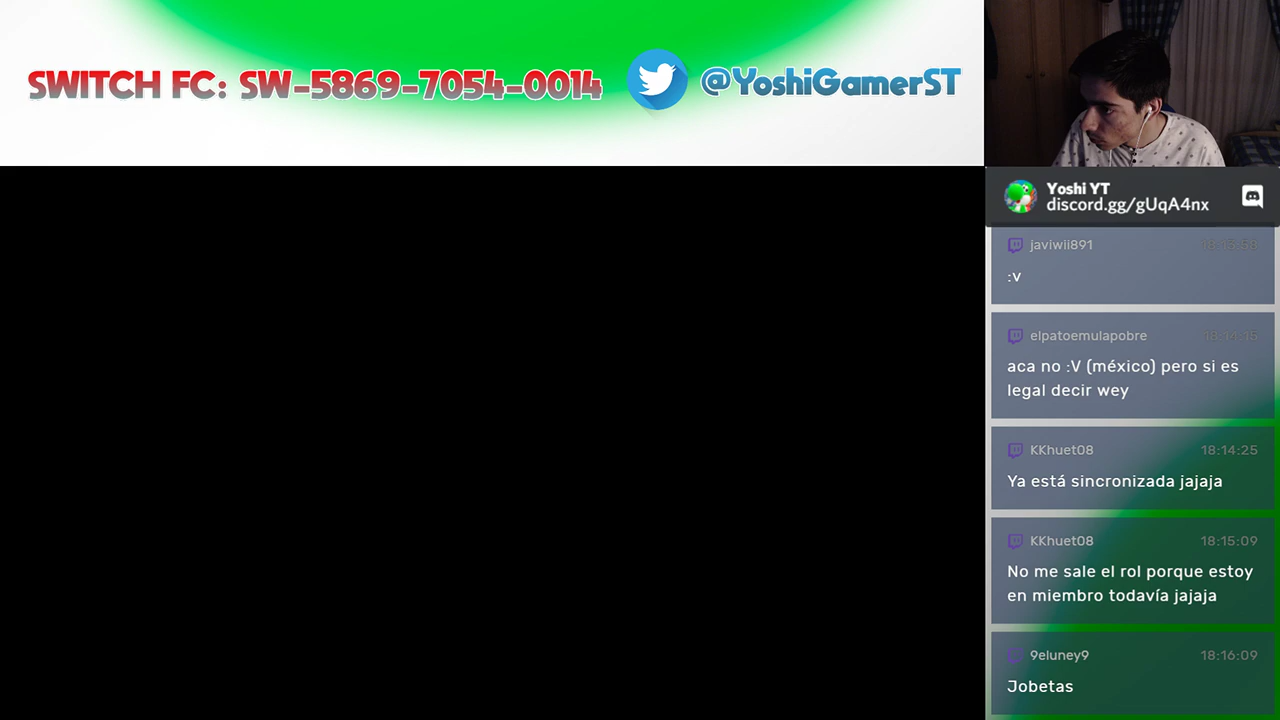 SWITCH FC: SW-5869-7054-0014
@YoshiGamerST
Yoshi YT
discord.gg/gUqA4nx
javiwii891
:v
elpatoemulapobre
aca no :V (méxico) pero si es
legal decir wey
KKhuet08 18:14:25
Ya está sincronizada jajaja
KKhuet08 18:15:09
No me sale el rol porque estoy
en miembro todavía jajaja
9eluney9 18:16:09
Jobetas